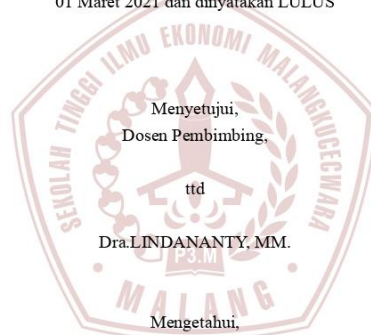 01 Maret 2021 dan dinyatakan LULUS
SEKOLAH TINGGI ILMU EKONOMI MALANGKUCECWARA
Menyetujui,
Dosen Pembimbing,
ttd
Dra.LINDANANTY, MM.
P3.M
MALANG
Mengetahui,